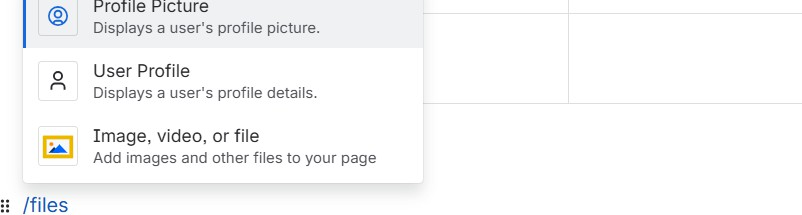 Profile Picture
Displays a user's profile picture.
User Profile
Displays a user's profile details.
Image, video, or file
Add images and other files to your page
/files